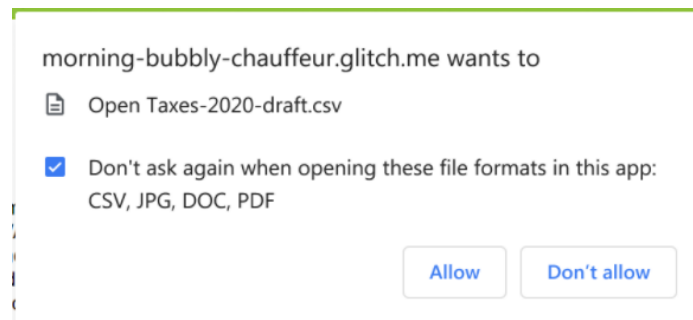 morning-bubbly-chauffeur.glitch.me wants to
Open Taxes-2020-draft.csv
Don't ask again when opening these file formats in this app:
CSV, JPG, DOC, PDF
Allow
Don't allow